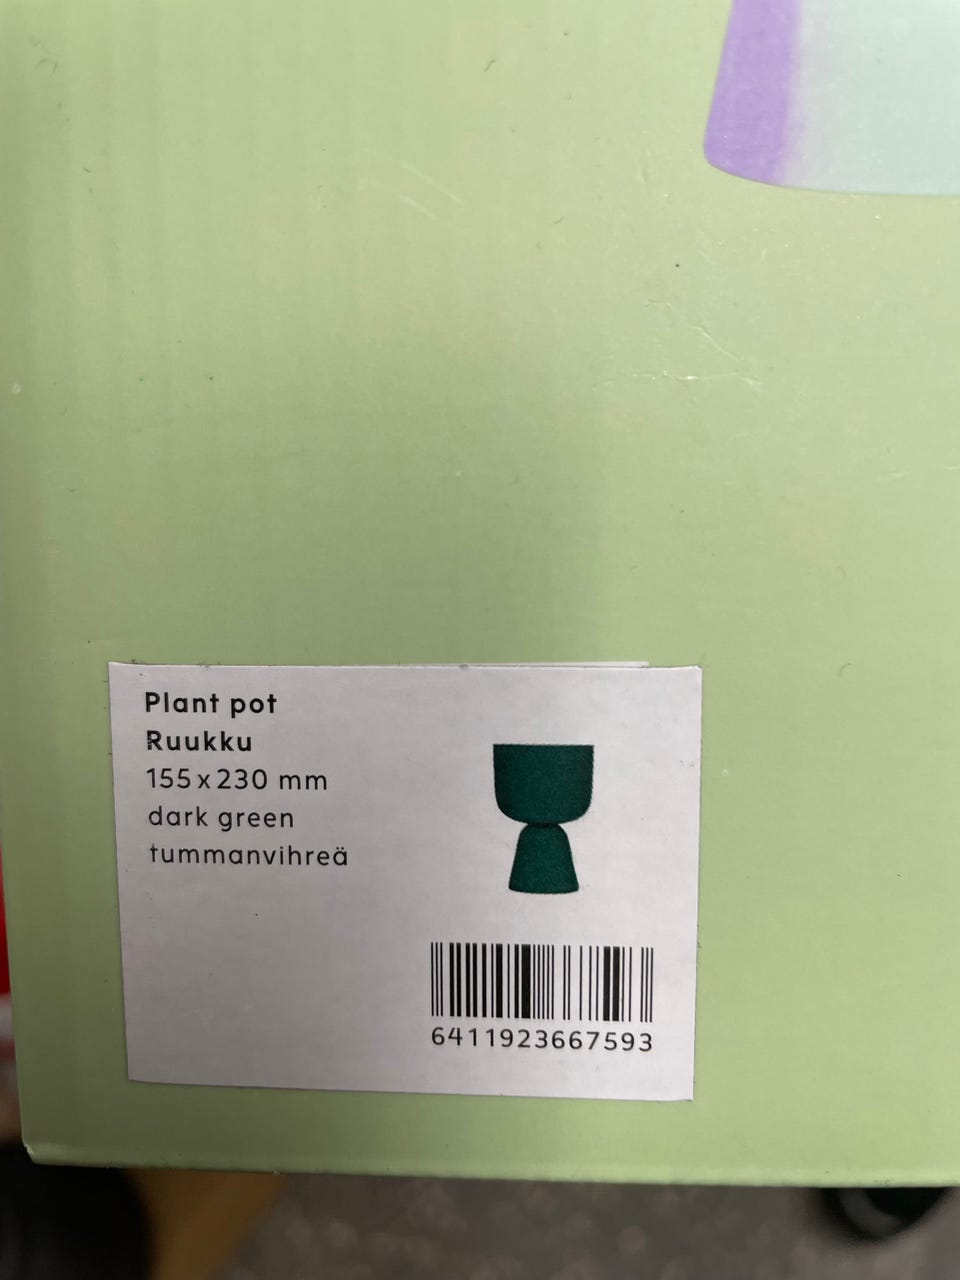 Plant pot
Ruukku
155 x 230 mm
dark green
tummanvihreä
6411923667593